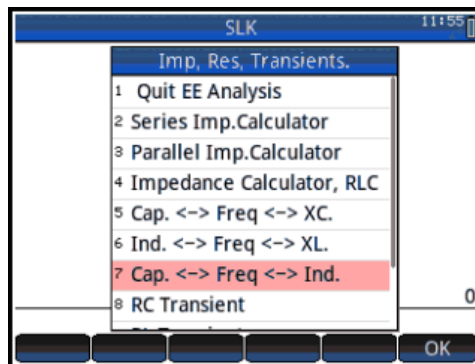 SLK
11:55
Imp, Res, Transients.
1 Quit EE Analysis
2 Series Imp.Calculator
3 Parallel Imp.Calculator
4 Impedance Calculator, RLC
5 Cap. <-> Freq <-> XC.
6 Ind. <-> Freq <-> XL.
7 Cap. <-> Freq <-> Ind.
8 RC Transient
0
OK